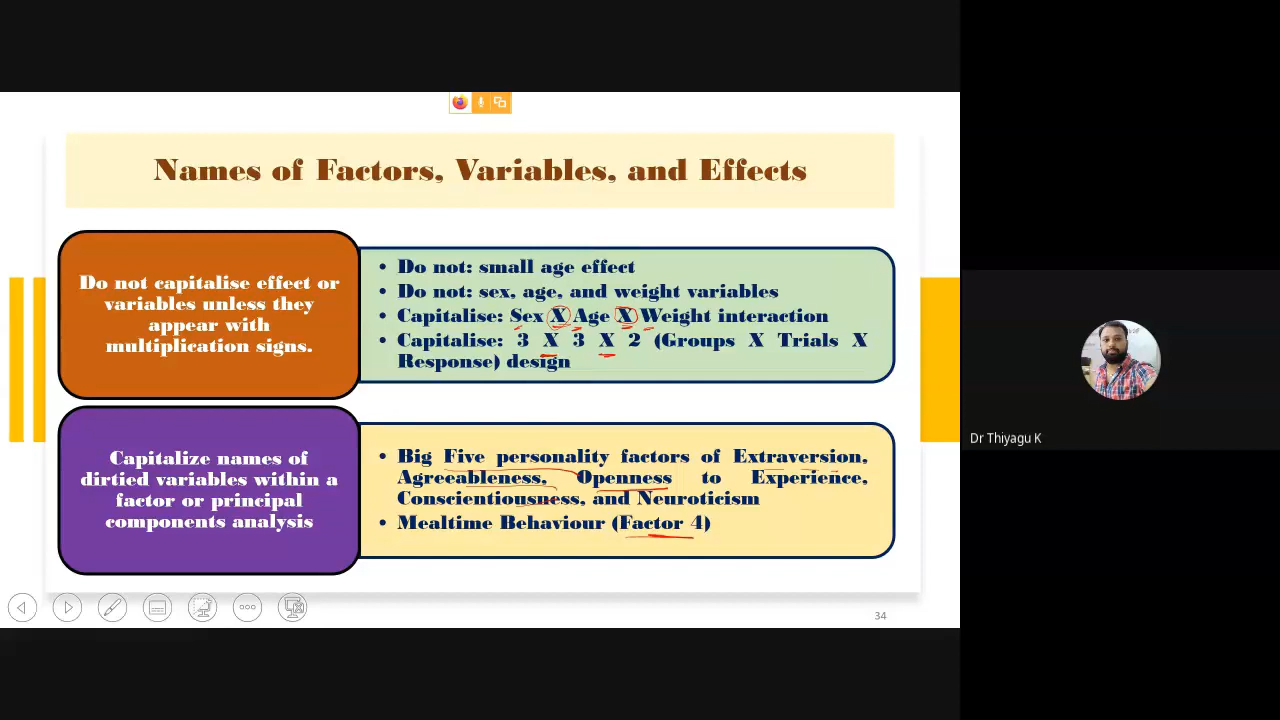 Names of Factors, Variables, and Effects
Do not capitalise effect or
variables unless they
appear with
multiplication signs.
• Do not: small age effect
• Do not: sex, age, and weight variables
• Capitalise: Sex X Age X Weight interaction
• Capitalise: 3 X 3 X 2 (Groups X Trials X
Response) design
Capitalize names of
dirtied variables within a
factor or principal
components analysis
• Big Five personality factors of Extraversion,
Agreeableness, Openness to Experience,
Conscientiousness, and Neuroticism
• Mealtime Behaviour (Factor 4)
34
Dr Thiyagu K